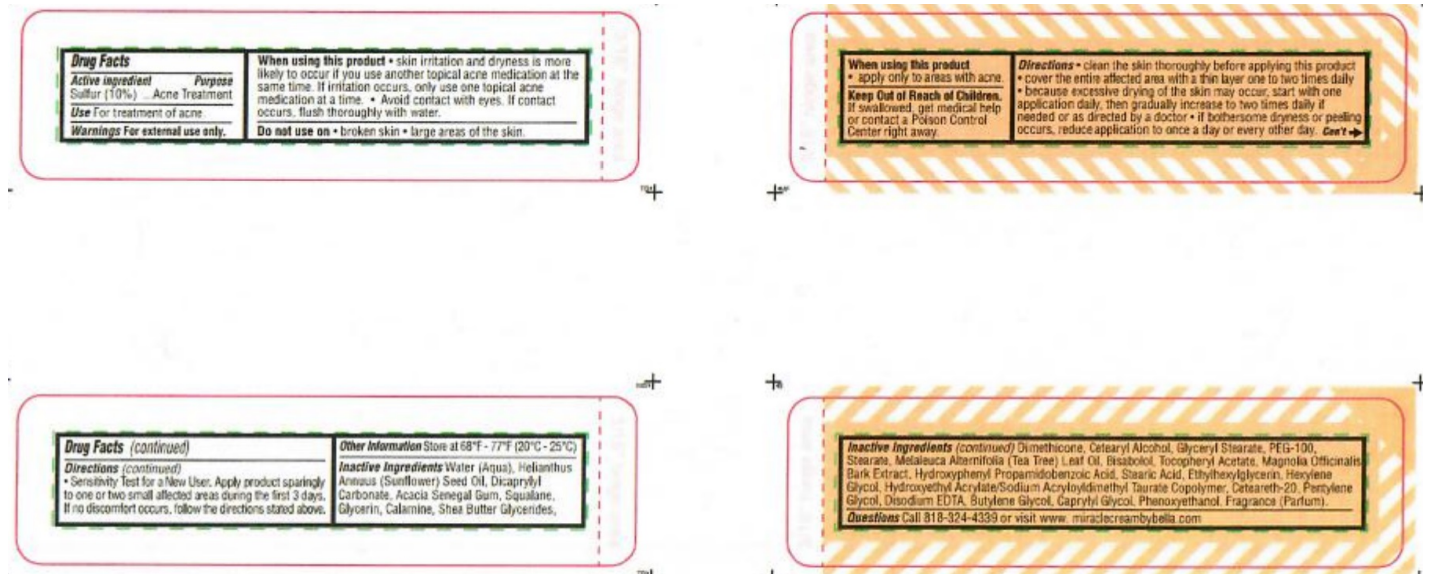 Drug Facts
Active ingredient Purpose
Sulfur (10%) ...Acne Treatment
Use For treatment of acne.
Warnings For external use only.
When using this product • skin irritation and dryness is more
likely to occur if you use another topical acne medication at the
same time. If irritation occurs, only use one topical acne
medication at a time. • Avoid contact with eyes. If contact
occurs, flush thoroughly with water.
Do not use on • broken skin • large areas of the skin.
When using this product
• apply only to areas with acne.
Keep Out of Reach of Children.
If swallowed, get medical help
or contact a Poison Control
Center right away.
Directions • clean the skin thoroughly before applying this product
• cover the entire affected area with a thin layer one to two times daily
• because excessive drying of the skin may occur, start with one
application daily, then gradually increase to two times daily if
needed or as directed by a doctor • if bothersome dryness or peeling
occurs, reduce application to once a day or every other day. Con't
Drug Facts (continued)
Directions (continued)
• Sensitivity Test for a New User. Apply product sparingly
to one or two small affected areas during the first 3 days.
If no discomfort occurs, follow the directions stated above.
Other Information Store at 68°F - 77°F (20°C - 25°C)
Inactive Ingredients Water (Aqua), Helianthus
Annuus (Sunflower) Seed Oil, Dicaprylyl
Carbonate, Acacia Senegal Gum, Squalane,
Glycerin, Calamine, Shea Butter Glycerides,
Inactive Ingredients (continued) Dimethicone, Cetearyl Alcohol, Glyceryl Stearate, PEG-100,
Stearate, Melaleuca Alternifolia (Tea Tree) Leaf Oil, Bisabolol, Tocopheryl Acetate, Magnolia Officinalis
Bark Extract, Hydroxyphenyl Propamidobenzoic Acid, Stearic Acid, Ethylhexylglycerin, Hexylene
Glycol, Hydroxyethyl Acrylate/Sodium Acryloyldimethyl Taurate Copolymer, Ceteareth-20, Pentylene
Glycol, Disodium EDTA, Butylene Glycol, Caprylyl Glycol, Phenoxyethanol, Fragrance (Parfum).
Questions Call 818-324-4339 or visit www. miraclecreambybella.com